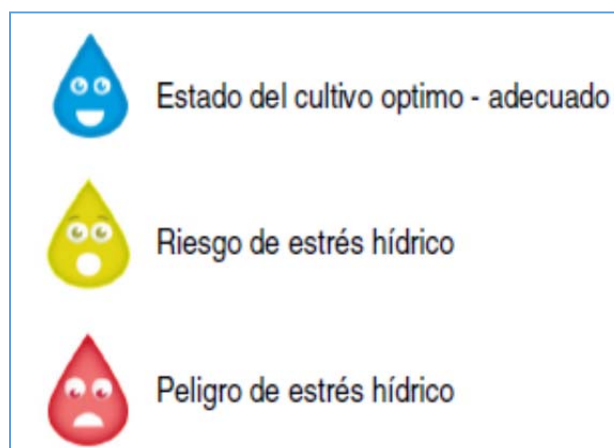 Estado del cultivo optimo - adecuado
Riesgo de estrés hídrico
Peligro de estrés hídrico